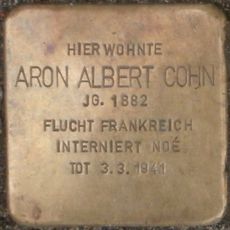 HIER WOHNTE
ARON ALBERT COHN
JG. 1882
FLUCHT FRANKREICH
INTERNIERT NOÉ
TOT 3.3.1941